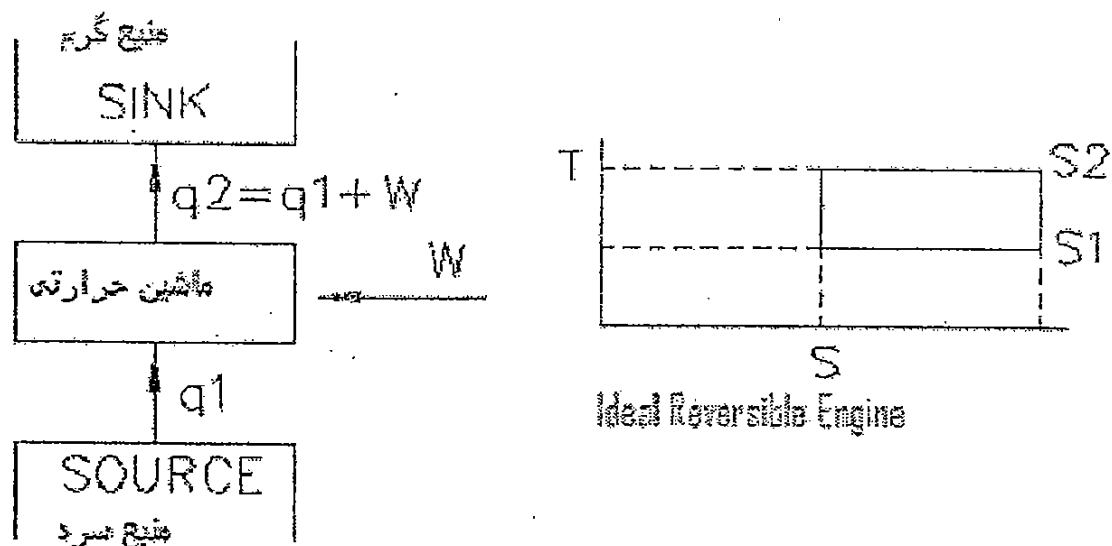 منبع گرم
SINK
q2=q1+W
ماشین حرارتی
W
q1
SOURCE
منبع سرد
T
S2
S1
S
Ideal Reversible Engine